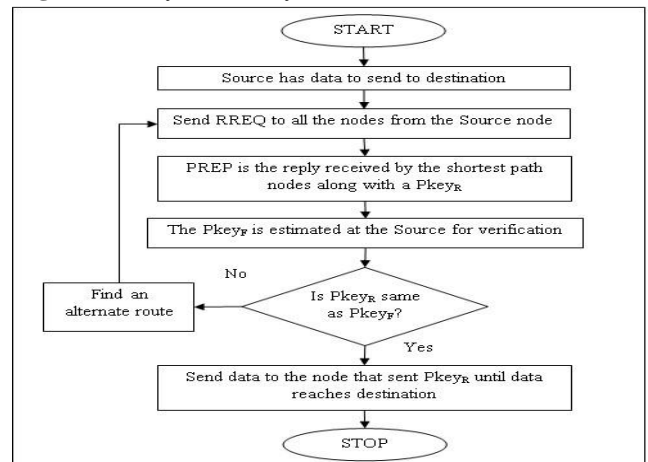 START
Source has data to send to destination
Send RREQ to all the nodes from the Source node
PREP is the reply received by the shortest path
nodes along with a PkeyR
The PkeyF is estimated at the Source for verification
No
Find an
alternate route
Is PkeyR same
as PkeyF?
Yes
Send data to the node that sent PkeyR until data
reaches destination
STOP